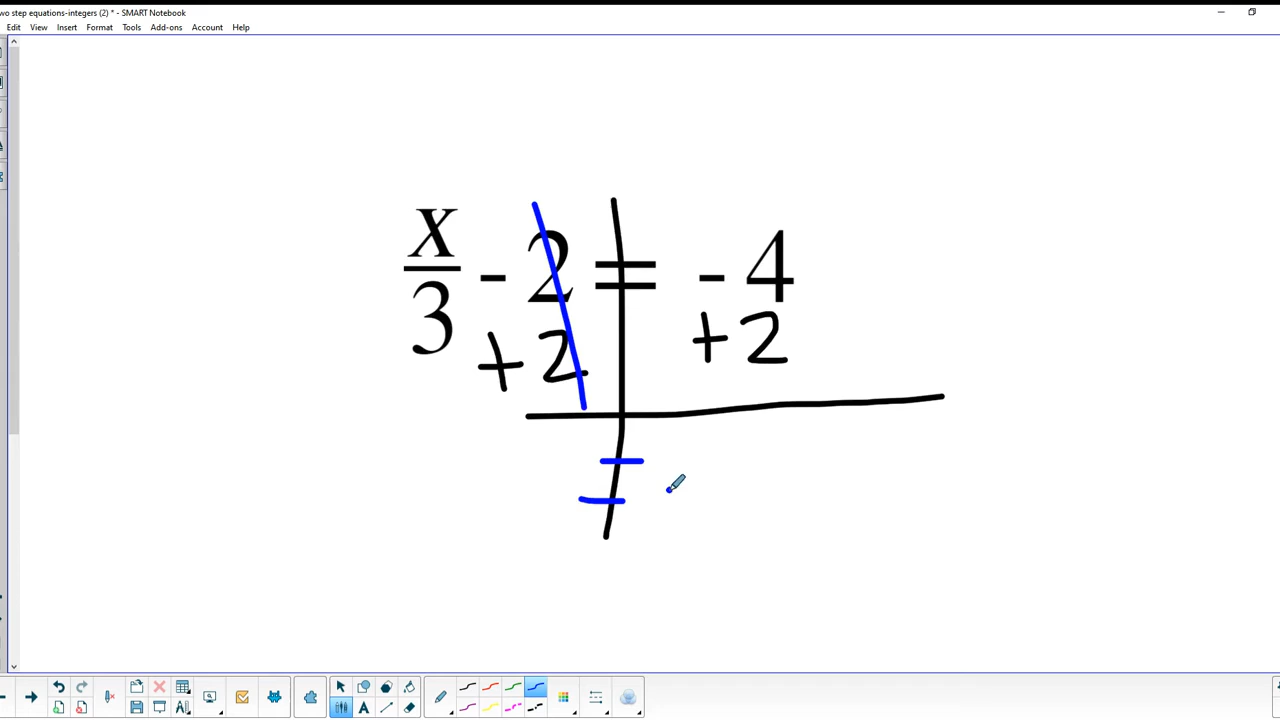 wo step equations-integers (2) * - SMART Notebook
Edit View Insert Format Tools Add-ons Account Help
x/3 - 2 = - 4
+2 +2
=